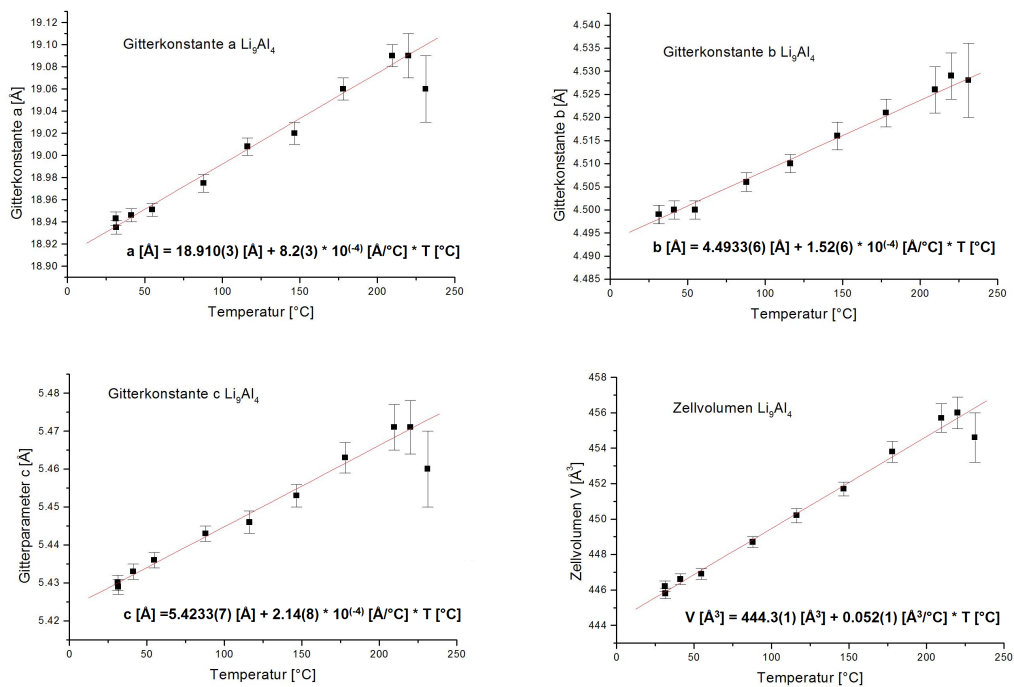 Gitterkonstante a Li₉Al₄
Gitterkonstante a [Å]
19.12
19.10
19.08
19.06
19.04
19.02
19.00
18.98
18.96
18.94
18.92
18.90
a [Å] = 18.910(3) [Å] + 8.2(3) * 10⁽⁻⁴⁾ [Å/°C] * T [°C]
0 50 100 150 200 250
Temperatur [°C]
Gitterkonstante b Li₉Al₄
Gitterkonstante b [Å]
4.540
4.535
4.530
4.525
4.520
4.515
4.510
4.505
4.500
4.495
4.490
4.485
b [Å] = 4.4933(6) [Å] + 1.52(6) * 10⁽⁻⁴⁾ [Å/°C] * T [°C]
0 50 100 150 200 250
Temperatur [°C]
Gitterkonstante c Li₉Al₄
Gitterparameter c [Å]
5.48
5.47
5.46
5.45
5.44
5.43
5.42
c [Å] =5.4233(7) [Å] + 2.14(8) * 10⁽⁻⁴⁾ [Å/°C] * T [°C]
0 50 100 150 200 250
Temperatur [°C]
Zellvolumen Li₉Al₄
Zellvolumen V [Å³]
458
456
454
452
450
448
446
444
V [Å³] = 444.3(1) [Å³] + 0.052(1) [Å³/°C] * T [°C]
0 50 100 150 200 250
Temperatur [°C]